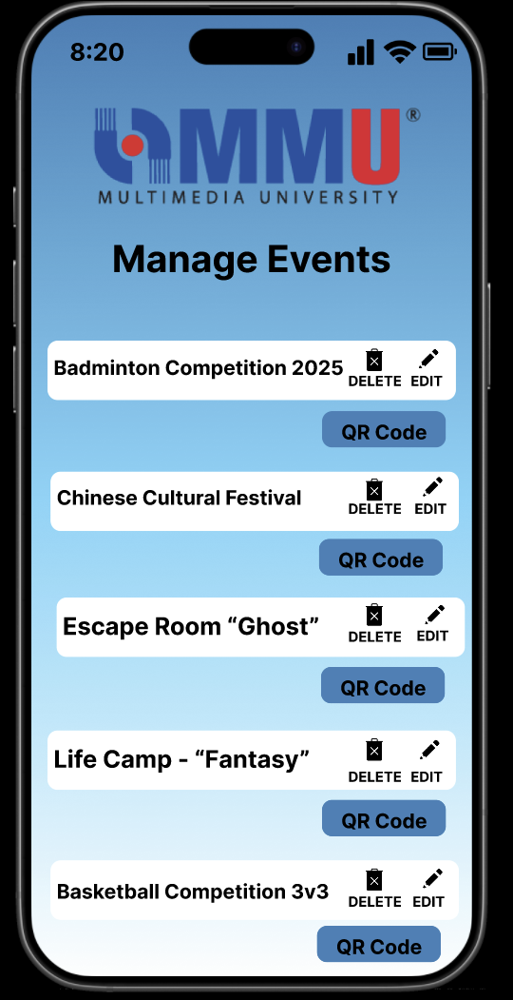 8:20
MMU®
MULTIMEDIA UNIVERSITY
Manage Events
Badminton Competition 2025
DELETE EDIT
QR Code
Chinese Cultural Festival
DELETE EDIT
QR Code
Escape Room “Ghost”
DELETE EDIT
QR Code
Life Camp - “Fantasy”
DELETE EDIT
QR Code
Basketball Competition 3v3
DELETE EDIT
QR Code